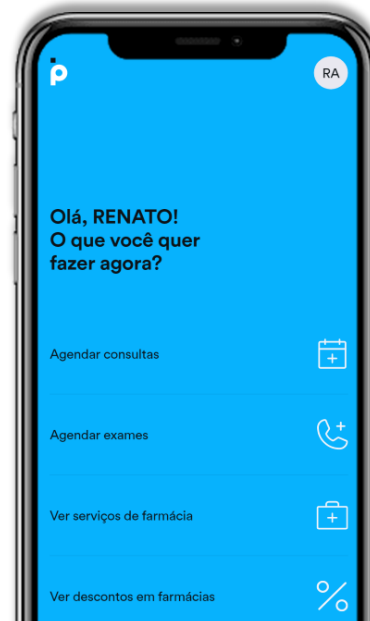 RA
Olá, RENATO!
O que você quer
fazer agora?
Agendar consultas
Agendar exames
Ver serviços de farmácia
Ver descontos em farmácias